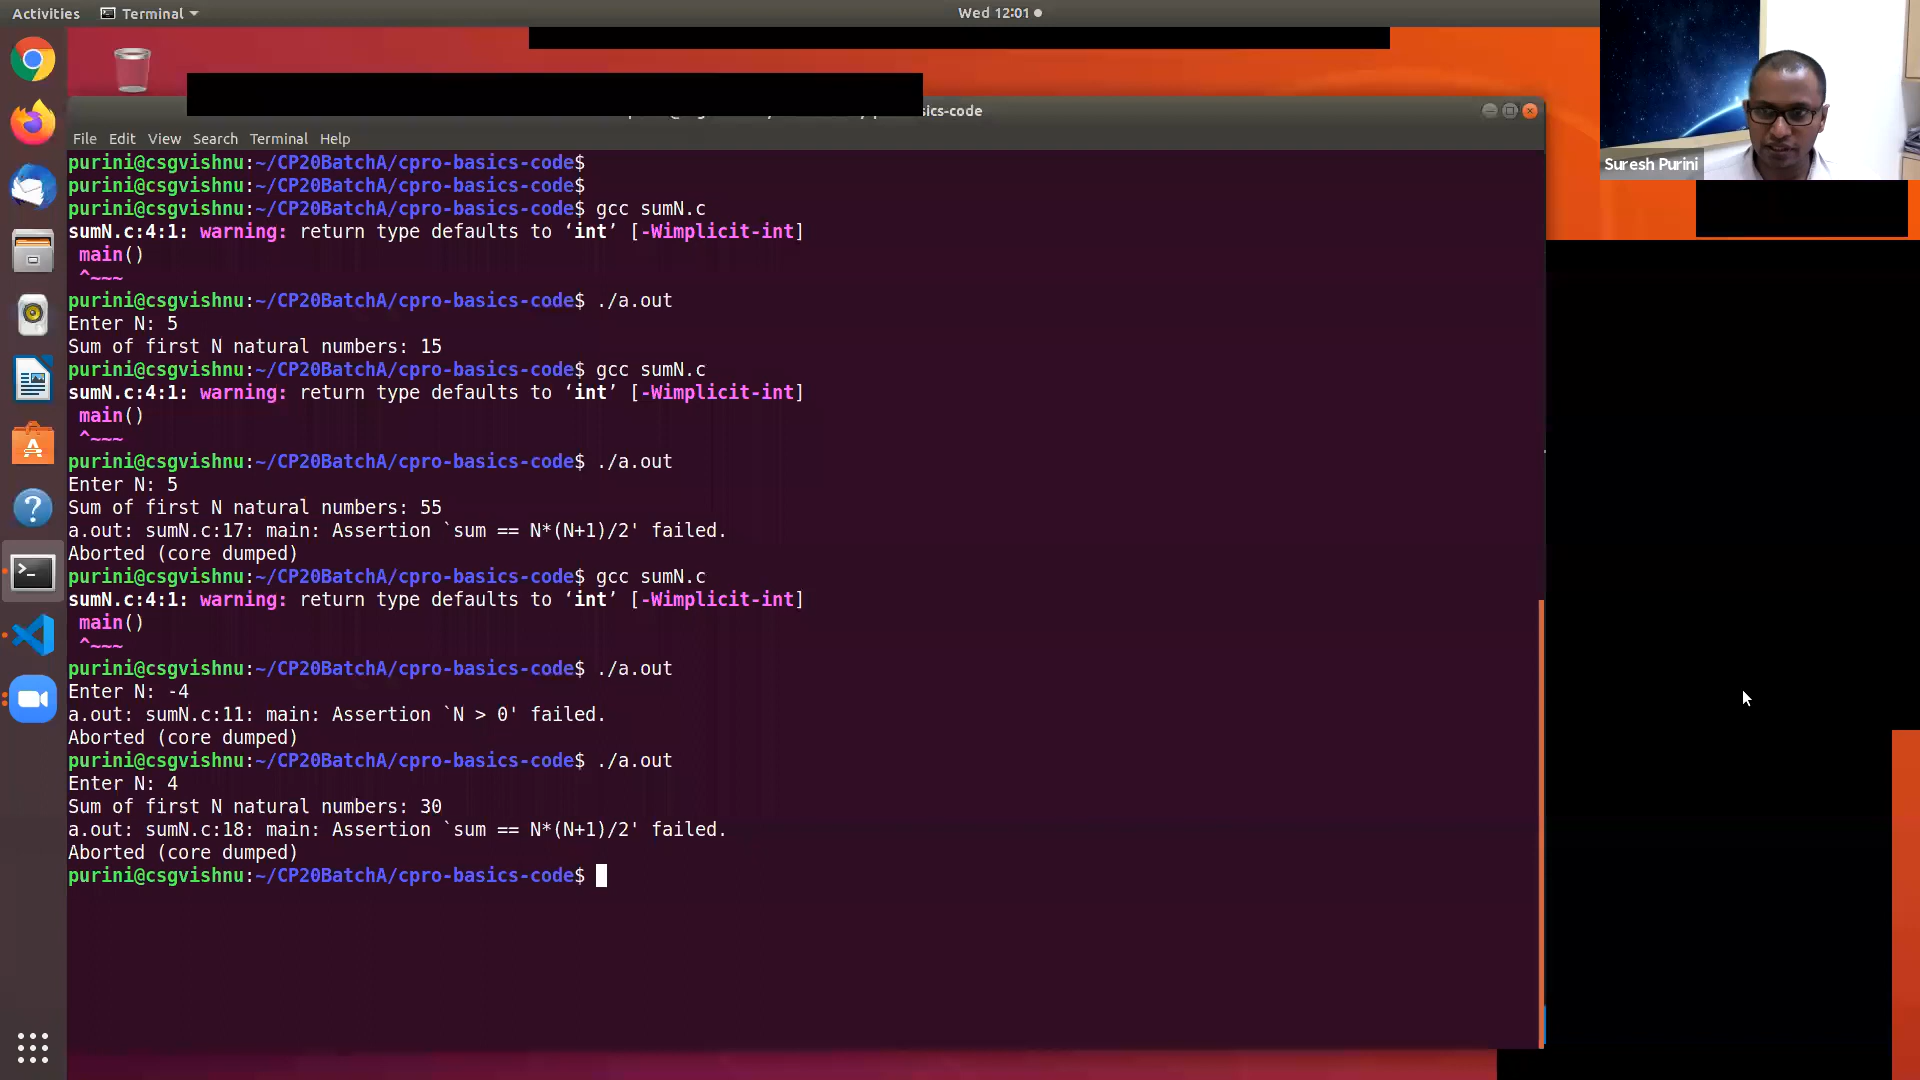 Activities
Terminal
Wed 12:01
sics-code
File Edit View Search Terminal Help
Suresh Purini
purini@csgvishnu:~/CP20BatchA/cpro-basics-code$
purini@csgvishnu:~/CP20BatchA/cpro-basics-code$
purini@csgvishnu:~/CP20BatchA/cpro-basics-code$ gcc sumN.c
sumN.c:4:1: warning: return type defaults to ‘int’ [-Wimplicit-int]
main()
^~~~
purini@csgvishnu:~/CP20BatchA/cpro-basics-code$ ./a.out
Enter N: 5
Sum of first N natural numbers: 15
purini@csgvishnu:~/CP20BatchA/cpro-basics-code$ gcc sumN.c
sumN.c:4:1: warning: return type defaults to ‘int’ [-Wimplicit-int]
main()
^~~~
purini@csgvishnu:~/CP20BatchA/cpro-basics-code$ ./a.out
Enter N: 5
Sum of first N natural numbers: 55
a.out: sumN.c:17: main: Assertion `sum == N*(N+1)/2' failed.
Aborted (core dumped)
purini@csgvishnu:~/CP20BatchA/cpro-basics-code$ gcc sumN.c
sumN.c:4:1: warning: return type defaults to ‘int’ [-Wimplicit-int]
main()
^~~~
purini@csgvishnu:~/CP20BatchA/cpro-basics-code$ ./a.out
Enter N: -4
a.out: sumN.c:11: main: Assertion `N > 0' failed.
Aborted (core dumped)
purini@csgvishnu:~/CP20BatchA/cpro-basics-code$ ./a.out
Enter N: 4
Sum of first N natural numbers: 30
a.out: sumN.c:18: main: Assertion `sum == N*(N+1)/2' failed.
Aborted (core dumped)
purini@csgvishnu:~/CP20BatchA/cpro-basics-code$